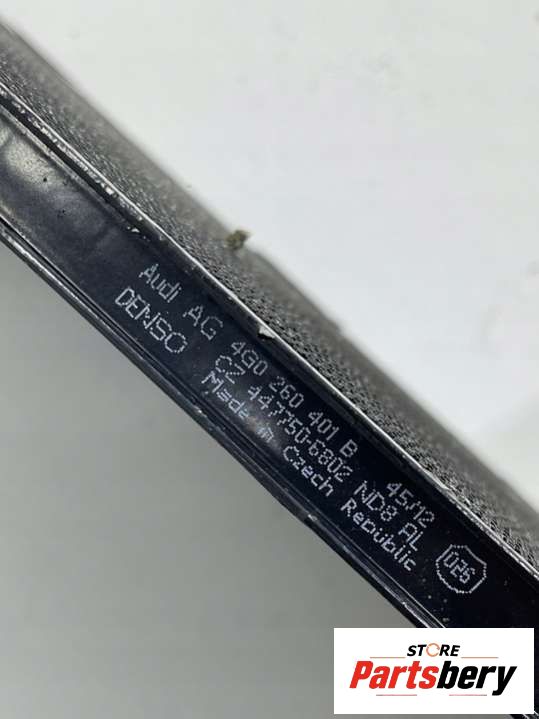 Audi AG 4G0 260 401 B 45/12
DENSO CZ 447750-6802 ND8 AL
Made in Czech Republic
026
STORE
Partsbery